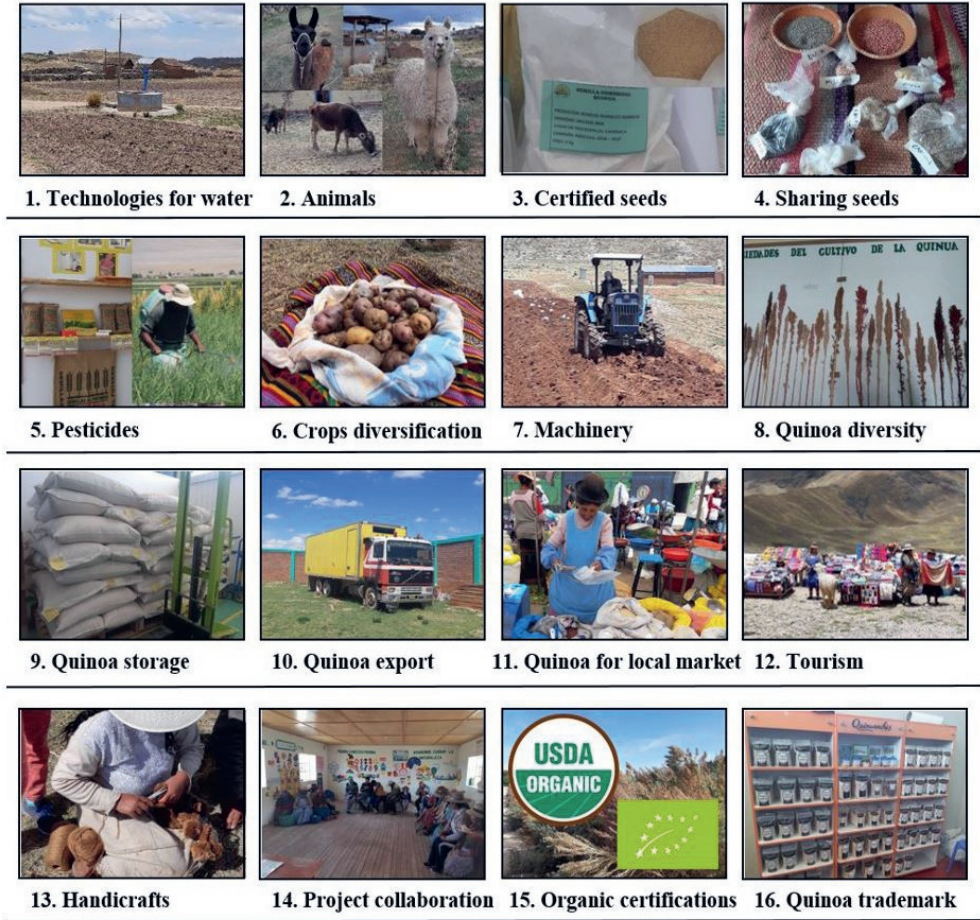 1. Technologies for water
2. Animals
3. Certified seeds
4. Sharing seeds
VEDADES DEL CULTIVO DE LA QUINUA
5. Pesticides
6. Crops diversification
7. Machinery
8. Quinoa diversity
9. Quinoa storage
10. Quinoa export
11. Quinoa for local market
12. Tourism
USDA
ORGANIC
13. Handicrafts
14. Project collaboration
15. Organic certifications
16. Quinoa trademark